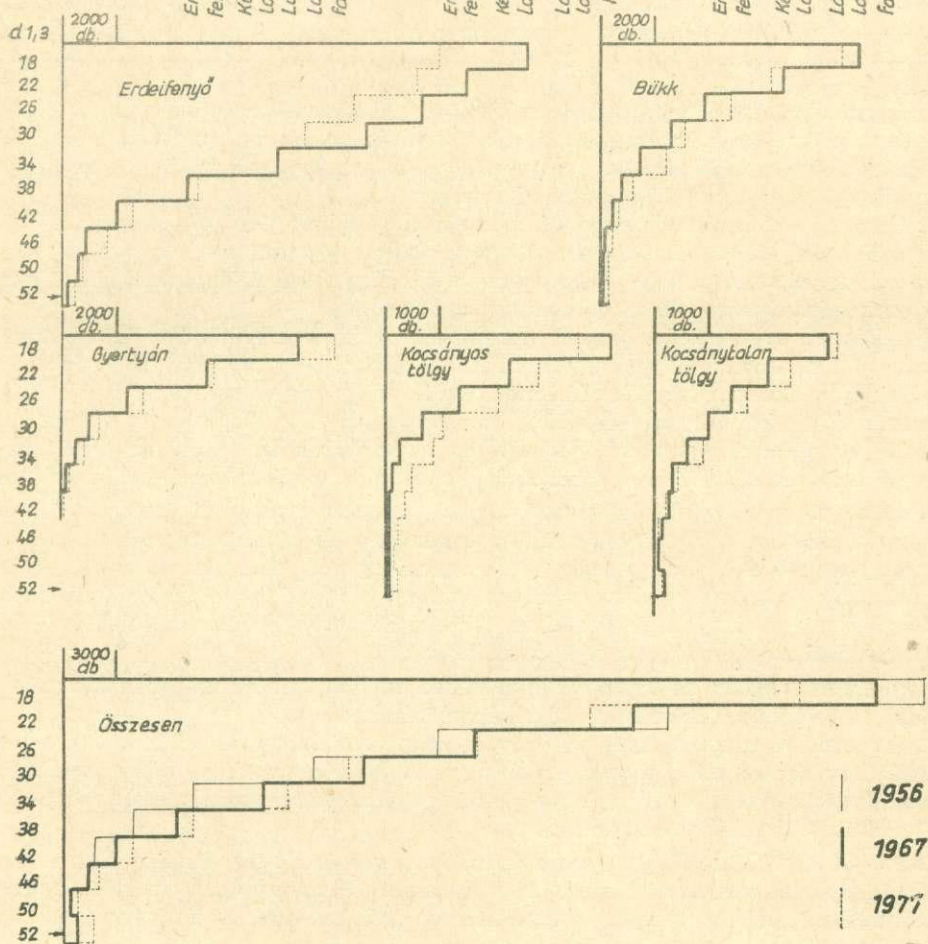 d 1,3
2000
db.
18
22
26
30
34
38
42
46
50
52
Erdeifenyő
2000
db.
Bükk
2000
db.
Gyertyán
18
22
26
30
34
38
42
46
50
52
1000
db.
Kocsányos
tölgy
1000
db.
Kocsánytalan
tölgy
3000
db
Összesen
18
22
26
30
34
38
42
46
50
52
1956
1967
1977